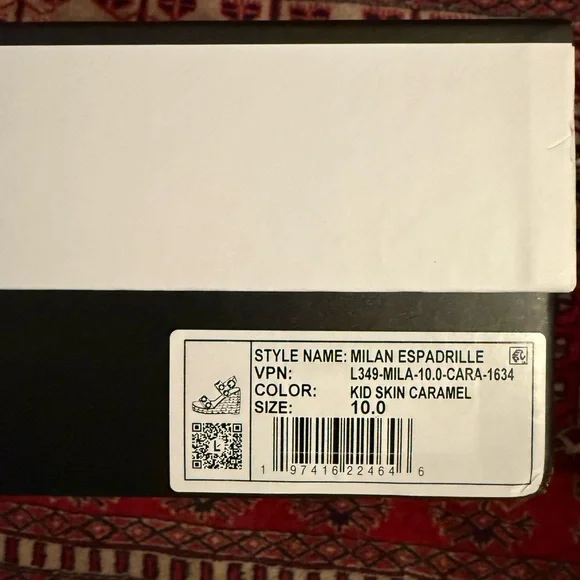 STYLE NAME: MILAN ESPADRILLE
VPN: L349-MILA-10.0-CARA-1634
COLOR: KID SKIN CARAMEL
SIZE: 10.0
L
1 97416 22464 6